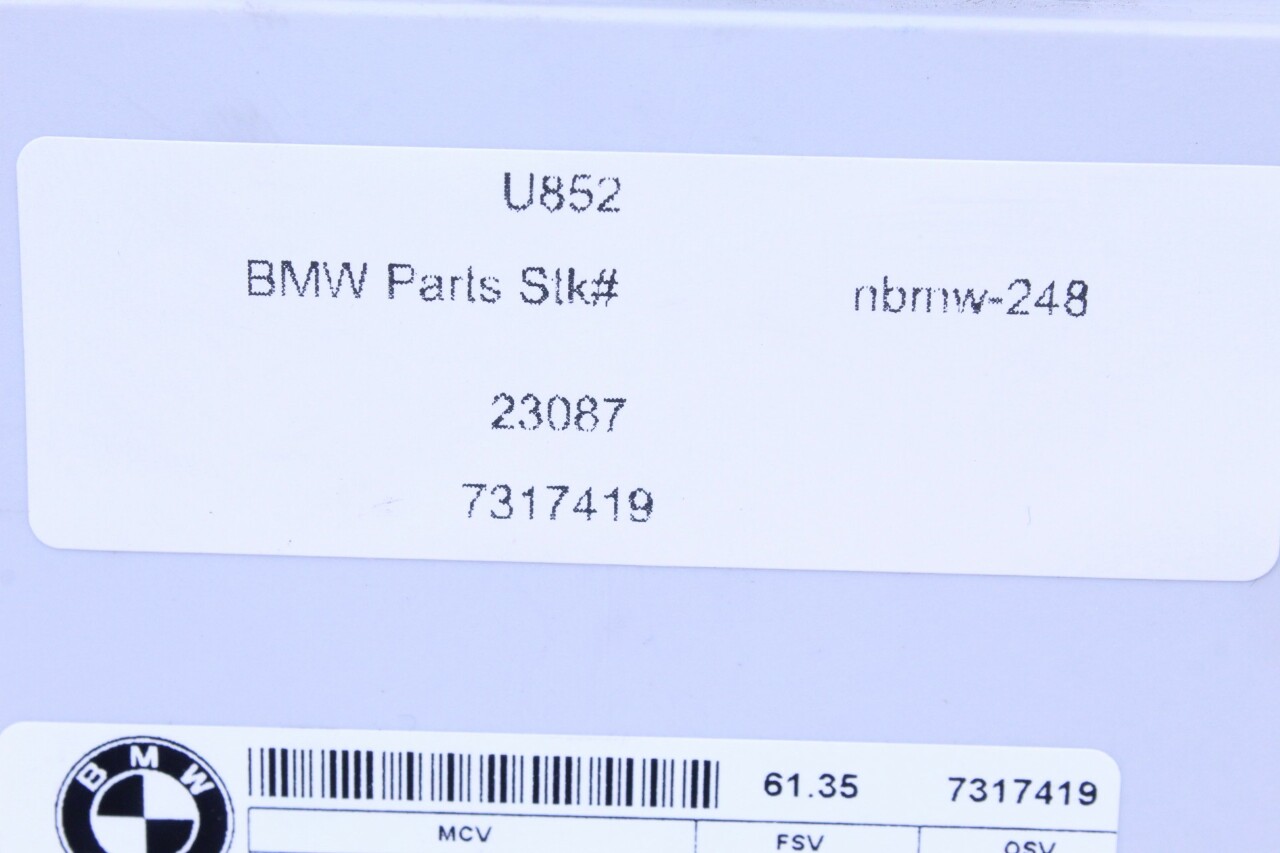 U852
BMW Parts Stk# nbmw-248
23087
7317419
BMW 61.35 7317419
MCV FSV OSV